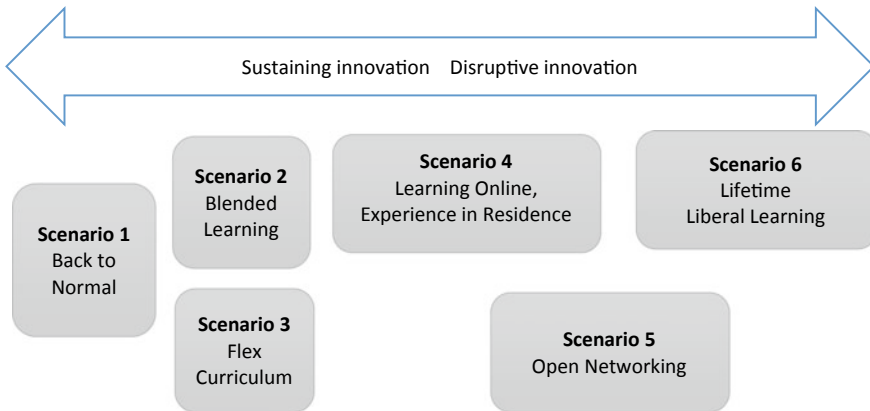 Sustaining innovation Disruptive innovation
Scenario 1
Back to
Normal
Scenario 2
Blended
Learning
Scenario 3
Flex
Curriculum
Scenario 4
Learning Online,
Experience in Residence
Scenario 5
Open Networking
Scenario 6
Lifetime
Liberal Learning